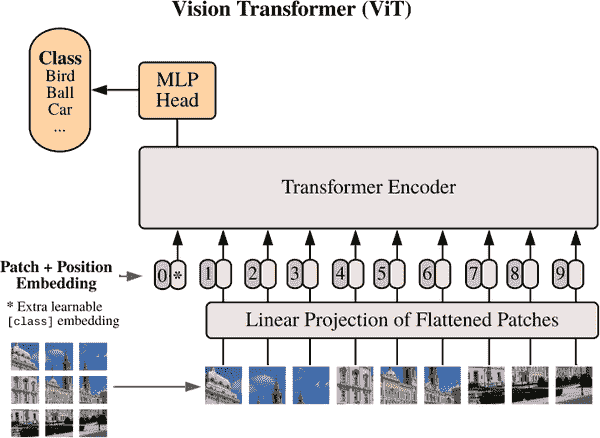 Vision Transformer (ViT)
Class
Bird
Ball
Car
...
MLP
Head
Transformer Encoder
Patch + Position
Embedding
0 * 1 2 3 4 5 6 7 8 9
* Extra learnable
[class] embedding
Linear Projection of Flattened Patches